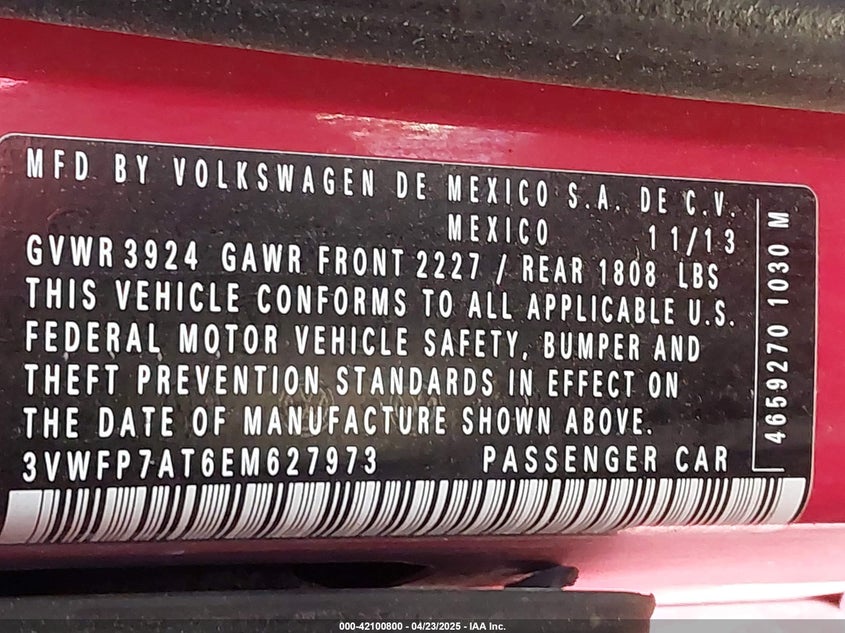 MFD BY VOLKSWAGEN DE MEXICO S.A. DE C.V.
MEXICO 11/13
GVWR 3924 GAWR FRONT 2227 / REAR 1808 LBS
THIS VEHICLE CONFORMS TO ALL APPLICABLE U.S.
FEDERAL MOTOR VEHICLE SAFETY, BUMPER AND
THEFT PREVENTION STANDARDS IN EFFECT ON
THE DATE OF MANUFACTURE SHOWN ABOVE.
3VWFP7AT6EM627973 PASSENGER CAR
4659270 1030 M
000-42100800 - 04/23/2025 - IAA Inc.